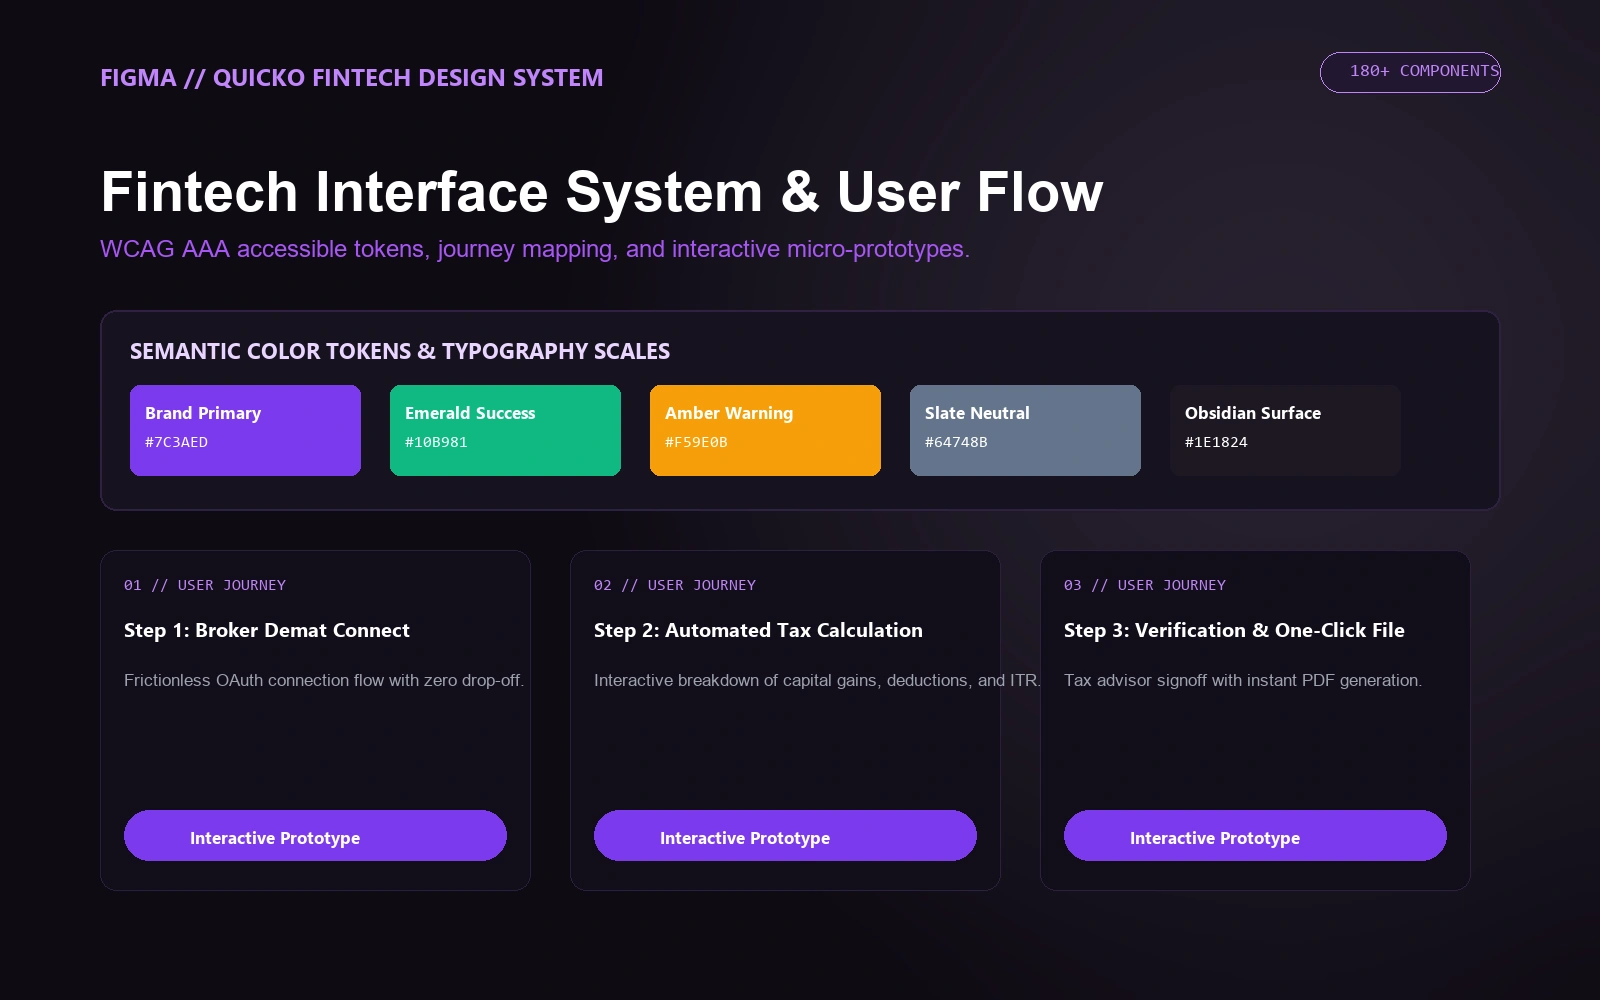 FIGMA // QUICKO FINTECH DESIGN SYSTEM
180+ COMPONENTS
Fintech Interface System & User Flow
WCAG AAA accessible tokens, journey mapping, and interactive micro-prototypes.
SEMANTIC COLOR TOKENS & TYPOGRAPHY SCALES
Brand Primary
#7C3AED
Emerald Success
#10B981
Amber Warning
#F59E0B
Slate Neutral
#64748B
Obsidian Surface
#1E1824
01 // USER JOURNEY
Step 1: Broker Demat Connect
Frictionless OAuth connection flow with zero drop-off.
Interactive Prototype
02 // USER JOURNEY
Step 2: Automated Tax Calculation
Interactive breakdown of capital gains, deductions, and ITR.
Interactive Prototype
03 // USER JOURNEY
Step 3: Verification & One-Click File
Tax advisor signoff with instant PDF generation.
Interactive Prototype